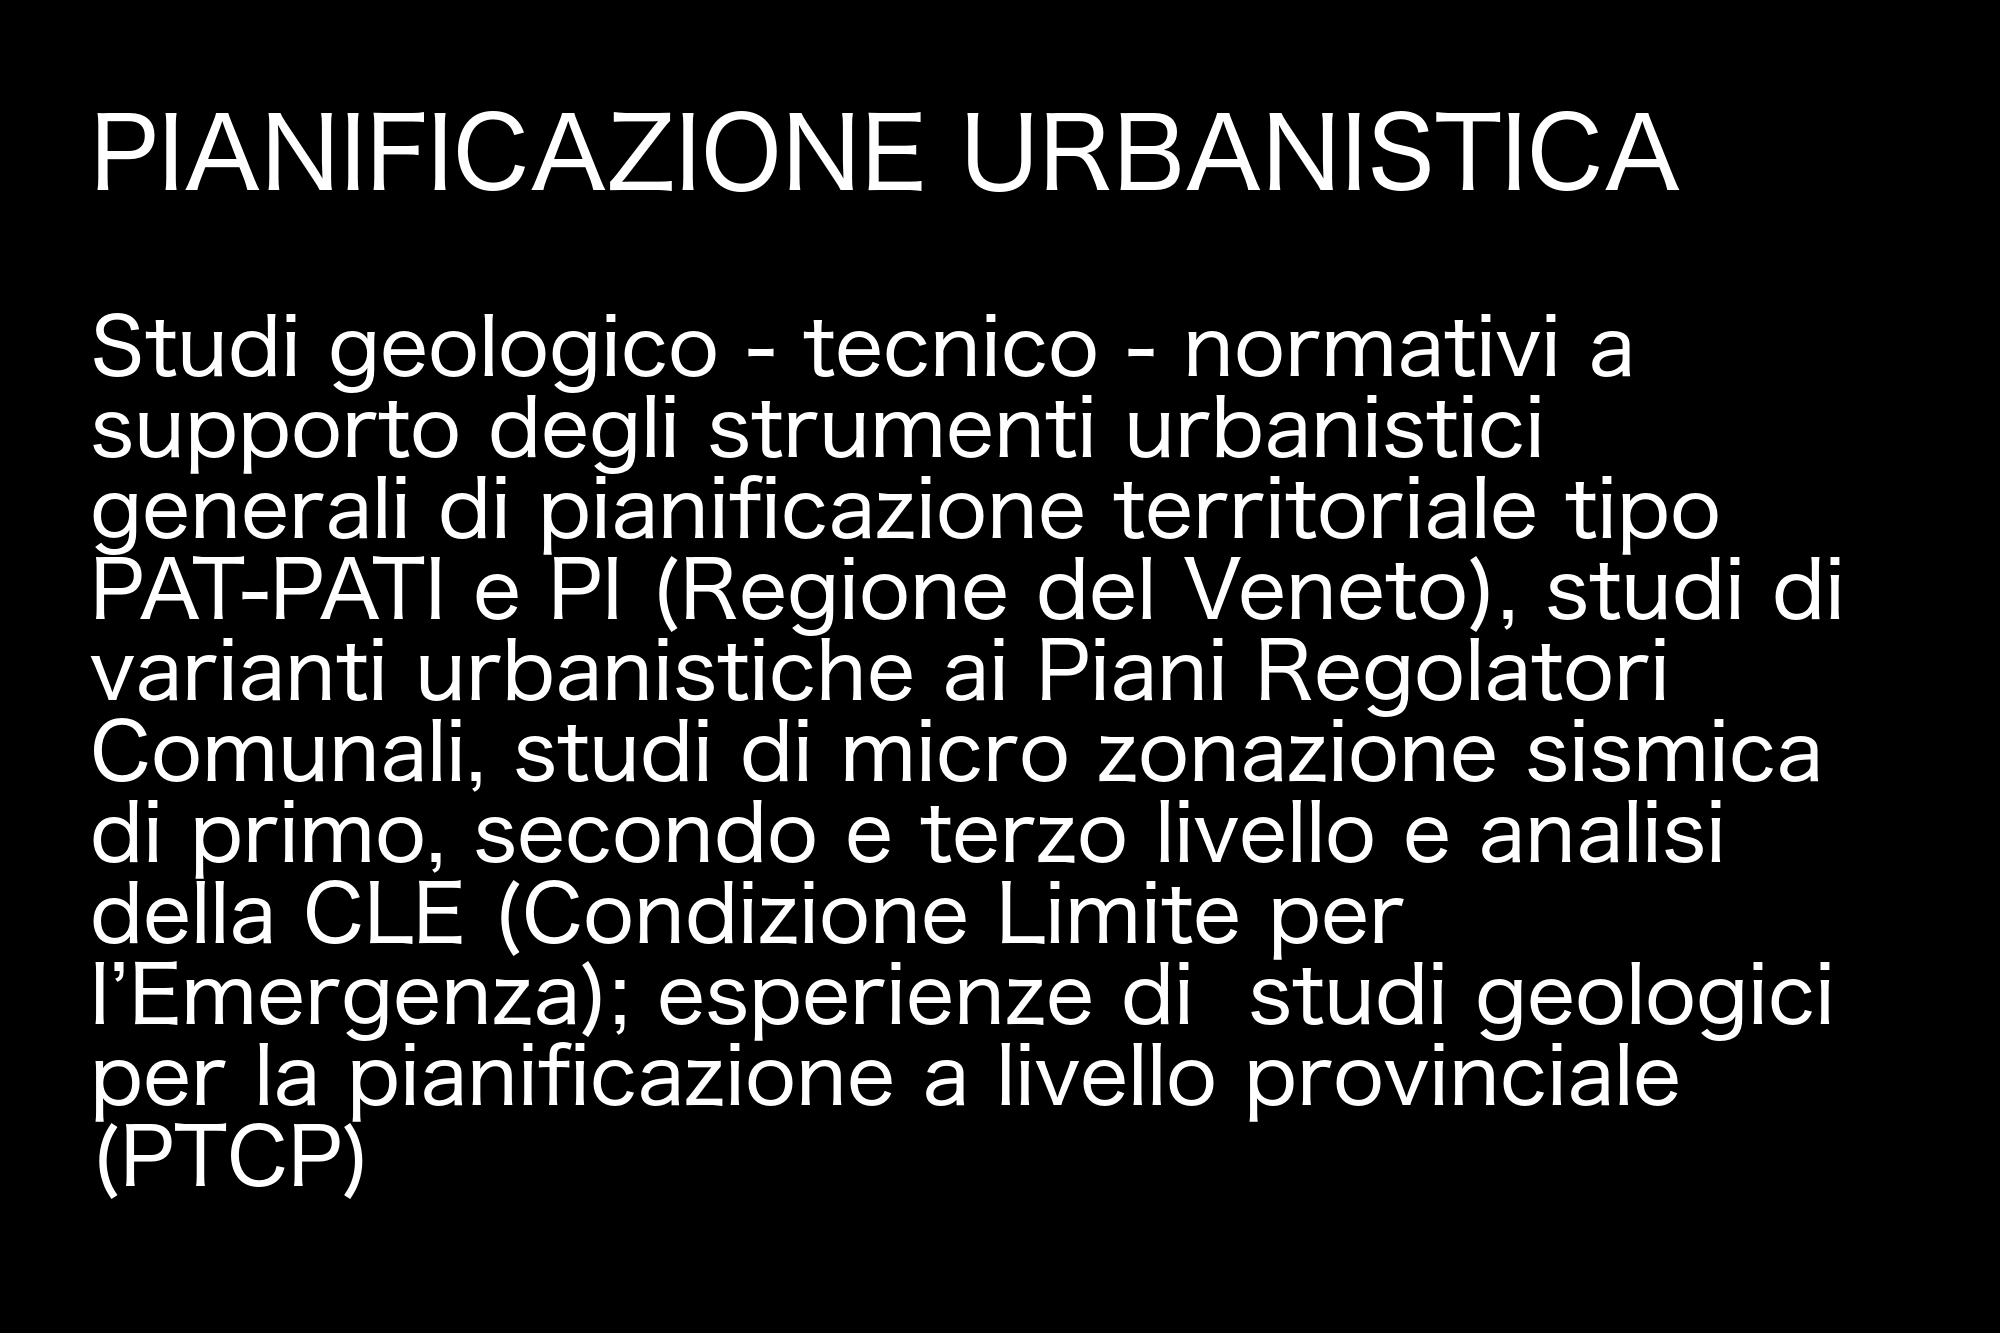 PIANIFICAZIONE URBANISTICA
Studi geologico - tecnico - normativi a
supporto degli strumenti urbanistici
generali di pianificazione territoriale tipo
PAT-PATI e PI (Regione del Veneto), studi di
varianti urbanistiche ai Piani Regolatori
Comunali, studi di micro zonazione sismica
di primo, secondo e terzo livello e analisi
della CLE (Condizione Limite per
l’Emergenza); esperienze di  studi geologici
per la pianificazione a livello provinciale
(PTCP)